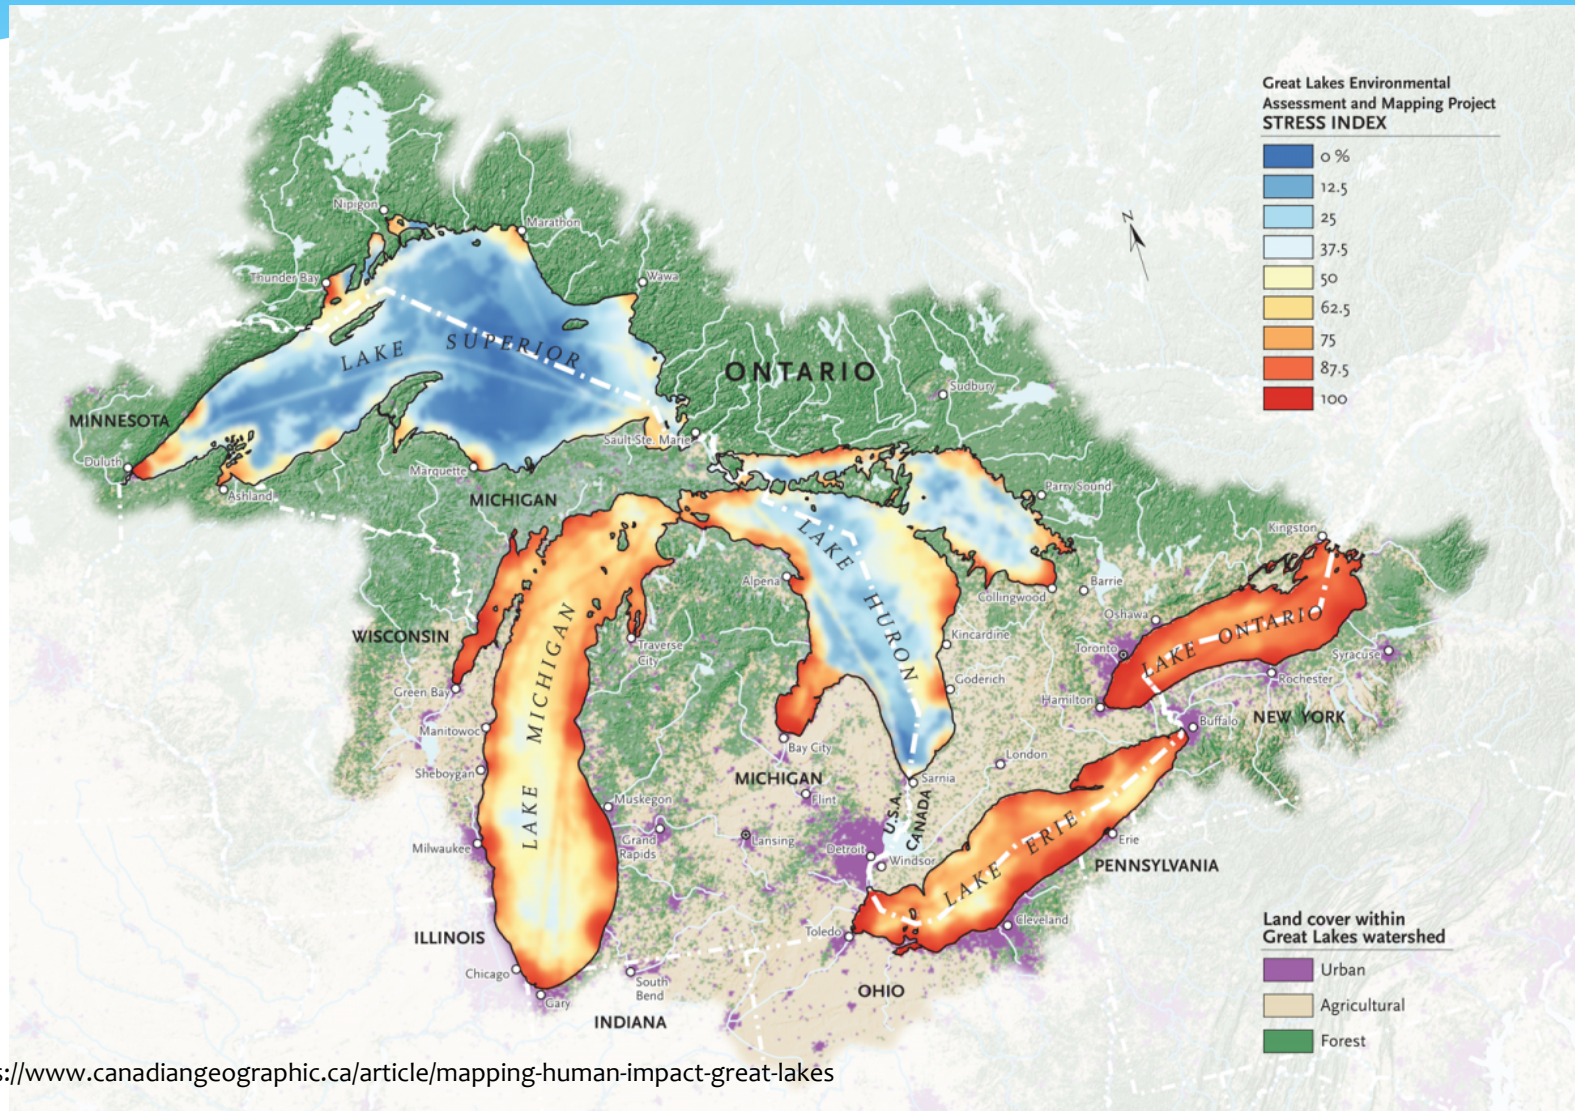 Great Lakes Environmental
Assessment and Mapping Project
STRESS INDEX
0 %
12.5
25
37.5
50
62.5
75
87.5
100
N
Nipigon
Marathon
Thunder Bay
Wawa
LAKE SUPERIOR
ONTARIO
Sudbury
MINNESOTA
Duluth
Ashland
Marquette
Sault Ste. Marie
MICHIGAN
Parry Sound
Kingston
LAKE HURON
Alpena
Collingwood
Barrie
Oshawa
WISCONSIN
Traverse
City
Kincardine
Toronto
LAKE ONTARIO
Syracuse
Green Bay
LAKE MICHIGAN
Goderich
Hamilton
Rochester
Manitowoc
Buffalo
NEW YORK
Bay City
Sheboygan
MICHIGAN
London
Sarnia
Muskegon
Flint
U.S.A.
CANADA
Milwaukee
Grand
Rapids
Lansing
Detroit
Windsor
LAKE ERIE
Erie
PENNSYLVANIA
ILLINOIS
Toledo
Cleveland
Chicago
Gary
South
Bend
OHIO
INDIANA
Land cover within
Great Lakes watershed
Urban
Agricultural
Forest
s://www.canadiangeographic.ca/article/mapping-human-impact-great-lakes